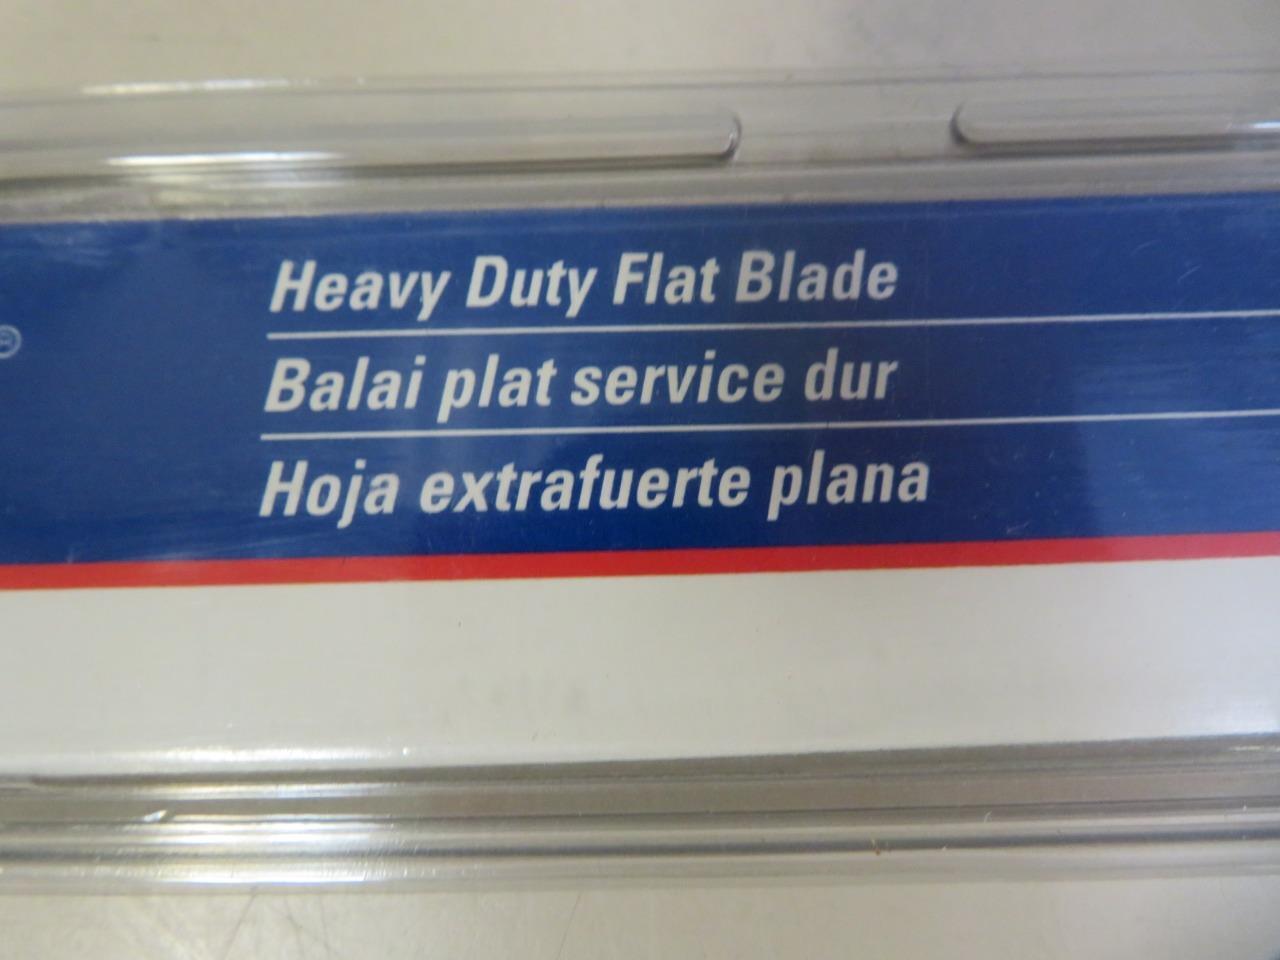 Heavy Duty Flat Blade
®
Balai plat service dur
Hoja extrafuerte plana